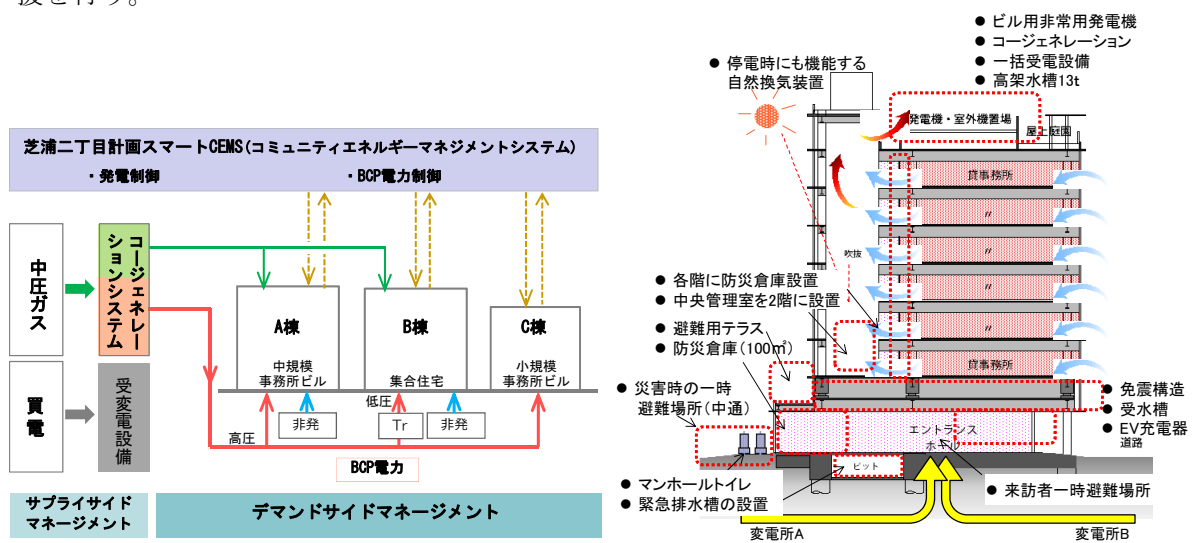 援を行う。
芝浦二丁目計画スマートCEMS(コミュニティエネルギーマネジメントシステム)
・発電制御
・BCP電力制御
中圧ガス
コージェネレー
ションシステム
買電
受変電設備
A棟
中規模
事務所ビル
B棟
集合住宅
C棟
小規模
事務所ビル
低圧
高圧
非発
Tr
非発
BCP電力
サプライサイド
マネージメント
デマンドサイドマネージメント
● ビル用非常用発電機
● コージェネレーション
● 一括受電設備
● 高架水槽13t
● 停電時にも機能する
自然換気装置
発電機・室外機置場
屋上庭園
貸事務所
〃
〃
〃
〃
貸事務所
吹抜
● 各階に防災倉庫設置
● 中央管理室を2階に設置
● 避難用テラス
● 防災倉庫(100㎡)
● 災害時の一時
避難場所(中通)
● 免震構造
● 受水槽
● EV充電器
道路
エントランス
ホール
ピット
● マンホールトイレ
● 緊急排水槽の設置
● 来訪者一時避難場所
変電所A
変電所B